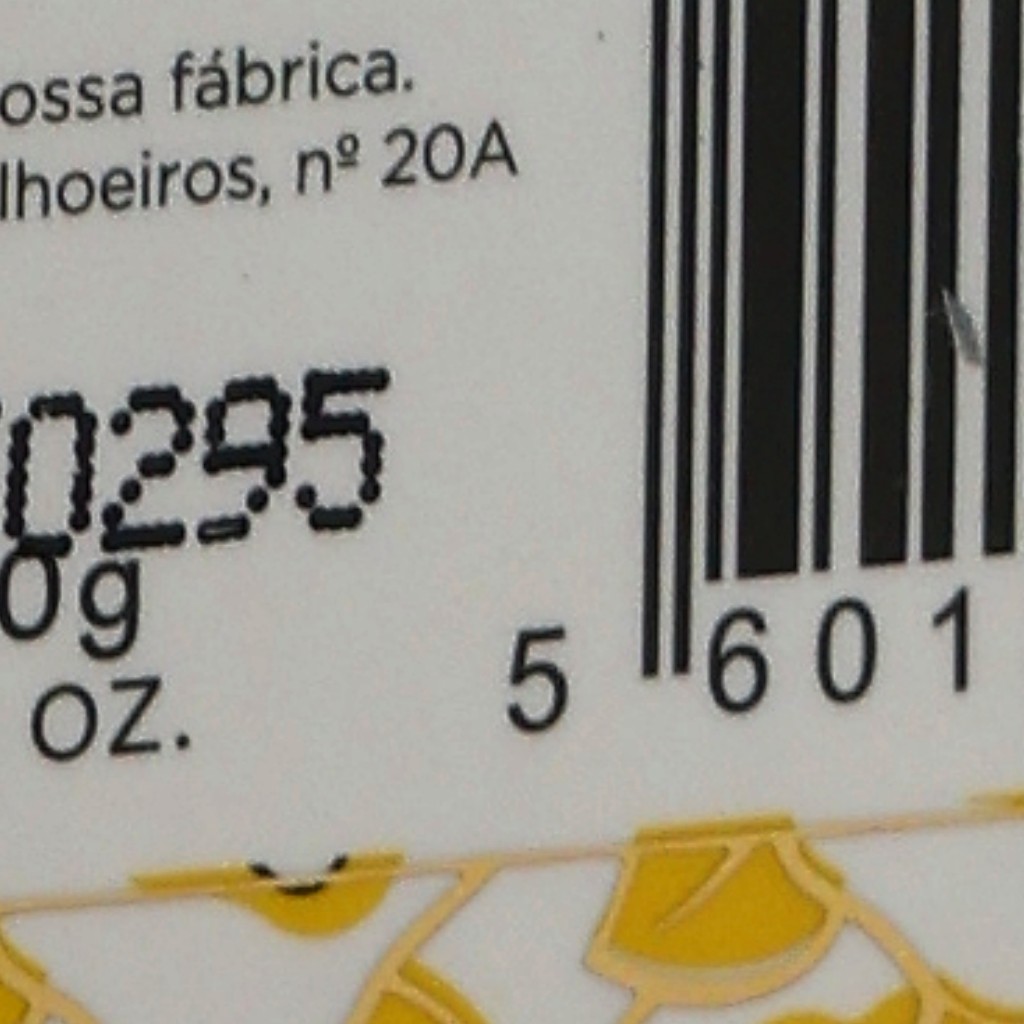 ossa fábrica.
lhoeiros, nº 20A
0295
0g
oz.
5 601